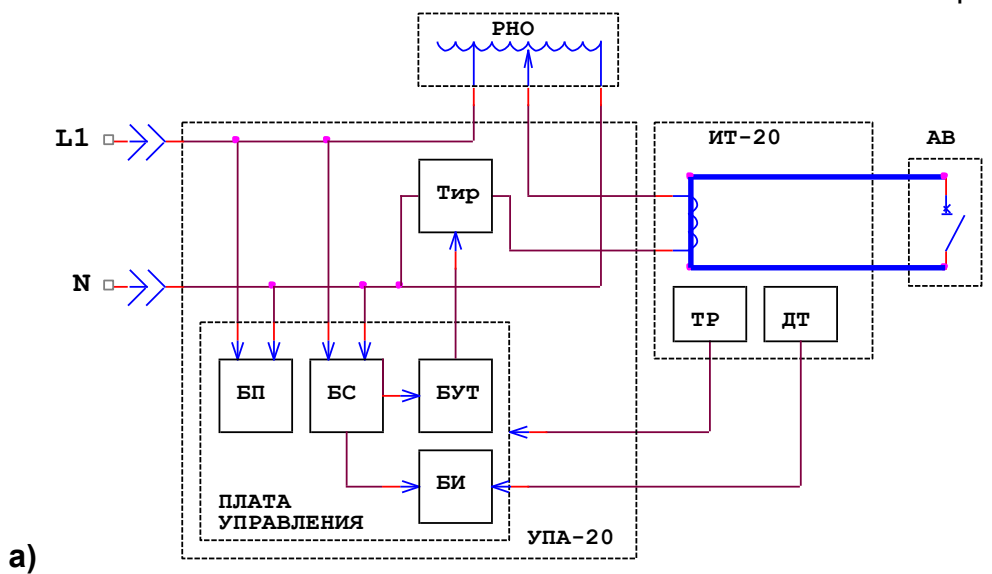 РНО
L1
ИТ-20
АВ
Тир
N
ТР
ДТ
БП
БС
БУТ
БИ
ПЛАТА
УПРАВЛЕНИЯ
УПА-20
а)